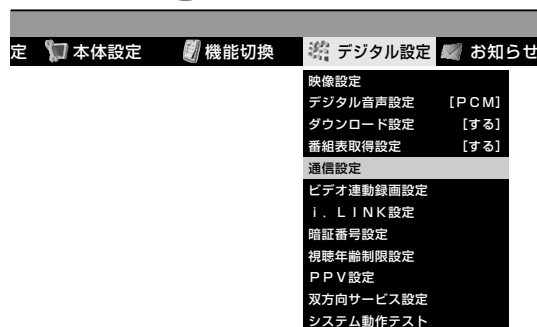 定 本体設定 機能切換 デジタル設定 お知らせ
映像設定
デジタル音声設定 [PCM]
ダウンロード設定 [する]
番組表取得設定 [する]
通信設定
ビデオ連動録画設定
i.LINK設定
暗証番号設定
視聴年齢制限設定
PPV設定
双方向サービス設定
システム動作テスト